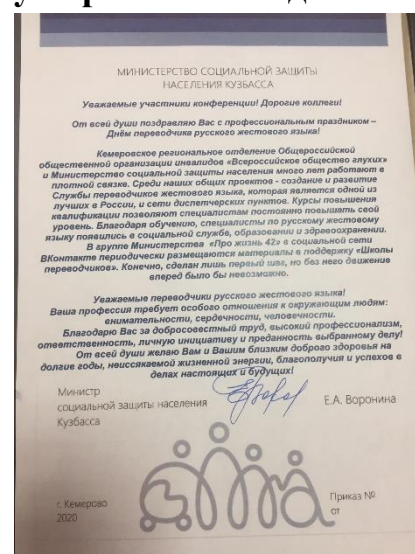 МИНИСТЕРСТВО СОЦИАЛЬНОЙ ЗАЩИТЫ
НАСЕЛЕНИЯ КУЗБАССА
Уважаемые участники конференции! Дорогие коллеги!
От всей души поздравляю Вас с профессиональным праздником –
Днём переводчика русского жестового языка!
Кемеровское региональное отделение Общероссийской
общественной организации инвалидов «Всероссийское общество глухих»
и Министерство социальной защиты населения много лет работают в
плотной связке. Среди наших общих проектов - создание и развитие
Службы переводчиков жестового языка, которая является одной из
лучших в России, и сети диспетчерских пунктов. Курсы повышения
квалификации позволяют специалистам постоянно повышать свой
уровень. Благодаря обучению, специалисты по русскому жестовому
языку появились в социальной службе, образовании и здравоохранении.
В группе Министерства «Про жизнь 42» в социальной сети
ВКонтакте периодически размещаются материалы в поддержку «Школы
переводчиков». Конечно, сделан лишь первый шаг, но без него движение
вперед было бы невозможно.
Уважаемые переводчики русского жестового языка!
Ваша профессия требует особого отношения к окружающим людям:
внимательности, сердечности, человечности.
Благодарю Вас за добросовестный труд, высокий профессионализм,
ответственность, личную инициативу и преданность выбранному делу!
От всей души желаю Вам и Вашим близким доброго здоровья на
долгие годы, неиссякаемой жизненной энергии, благополучия и успехов в
делах настоящих и будущих!
Министр
социальной защиты населения Е.А. Воронина
Кузбасса
г. Кемерово Приказ №
2020 от